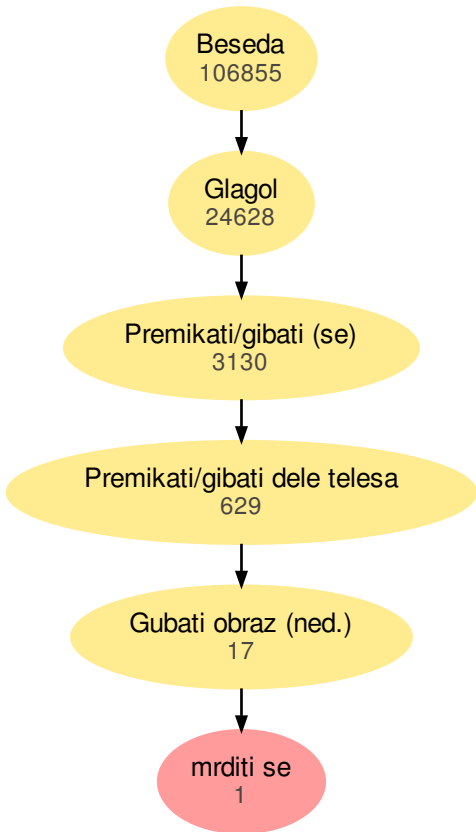 Beseda
106855
Glagol
24628
Premikati/gibati (se)
3130
Premikati/gibati dele telesa
629
Gubati obraz (ned.)
17
mrditi se
1